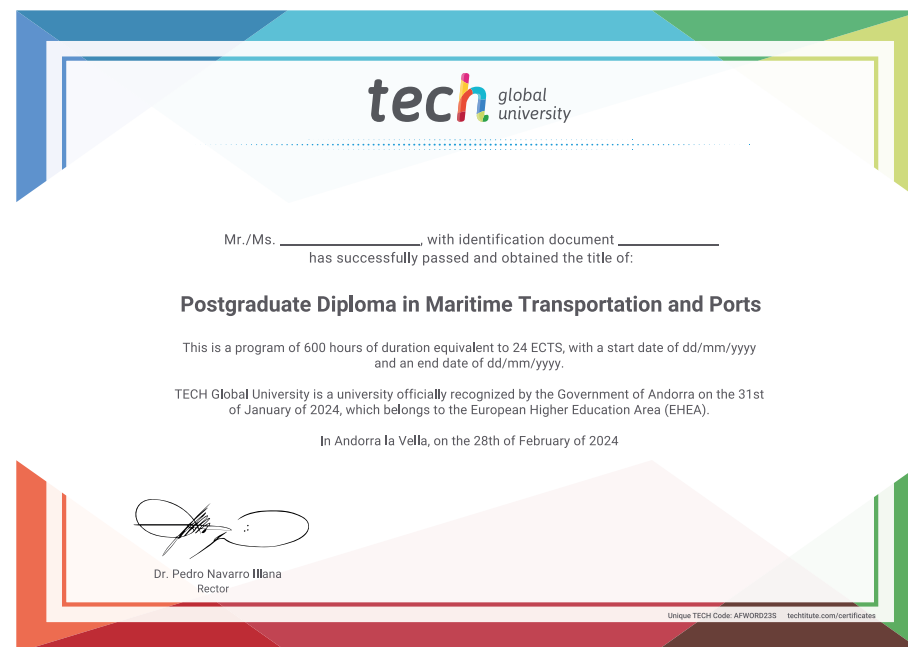 tech global
university
Mr./Ms. ____________________, with identification document ______________
has successfully passed and obtained the title of:
Postgraduate Diploma in Maritime Transportation and Ports
This is a program of 600 hours of duration equivalent to 24 ECTS, with a start date of dd/mm/yyyy
and an end date of dd/mm/yyyy.
TECH Global University is a university officially recognized by the Government of Andorra on the 31st
of January of 2024, which belongs to the European Higher Education Area (EHEA).
In Andorra la Vella, on the 28th of February of 2024
Dr. Pedro Navarro Illana
Rector
Unique TECH Code: AFWORD23S techtitute.com/certificates